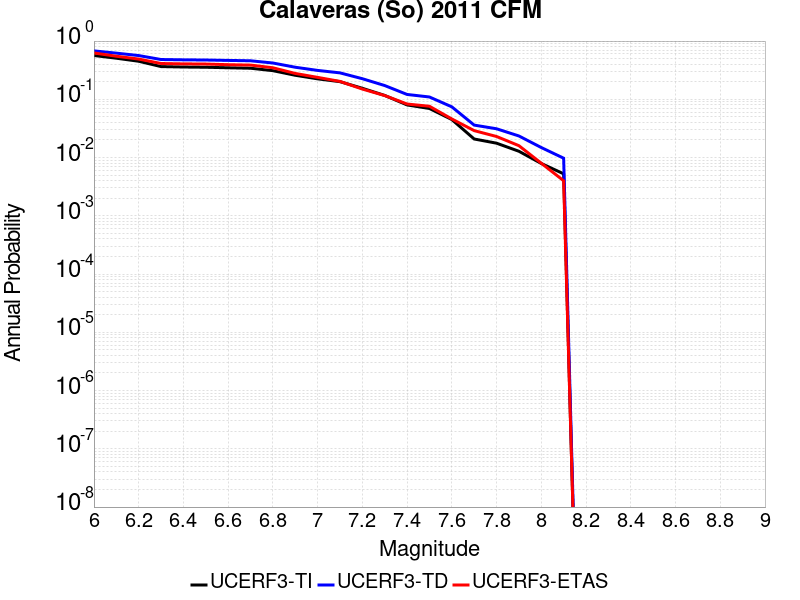 Calaveras (So) 2011 CFM
Annual Probability
10^0
10^-1
10^-2
10^-3
10^-4
10^-5
10^-6
10^-7
10^-8
6 6.2 6.4 6.6 6.8 7 7.2 7.4 7.6 7.8 8 8.2 8.4 8.6 8.8 9
Magnitude
UCERF3-TI UCERF3-TD UCERF3-ETAS